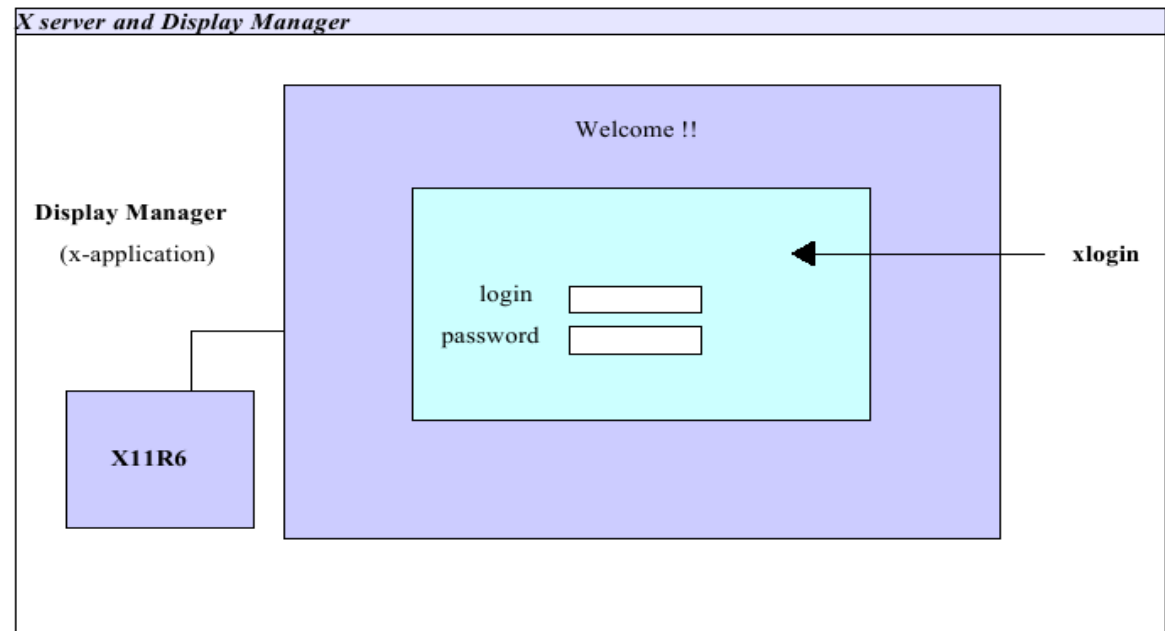 X server and Display Manager
Welcome !!
Display Manager
(x-application)
xlogin
login
password
X11R6